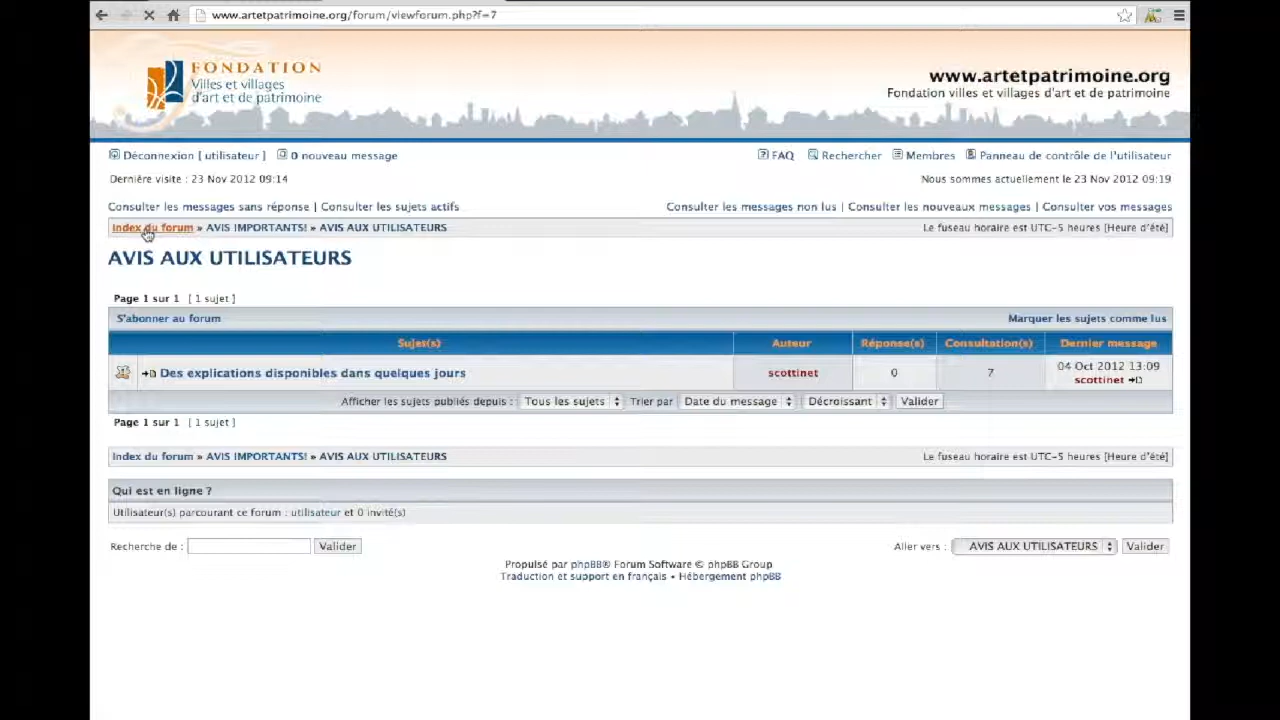 www.artetpatrimoine.org/forum/viewforum.php?f=7
FONDATION
Villes et villages
d'art et de patrimoine
www.artetpatrimoine.org
Fondation villes et villages d'art et de patrimoine
Déconnexion [ utilisateur ] 0 nouveau message FAQ Rechercher Membres Panneau de contrôle de l'utilisateur
Dernière visite : 23 Nov 2012 09:14 Nous sommes actuellement le 23 Nov 2012 09:19
Consulter les messages sans réponse | Consulter les sujets actifs Consulter les messages non lus | Consulter les nouveaux messages | Consulter vos messages
Index du forum » AVIS IMPORTANTS! » AVIS AUX UTILISATEURS Le fuseau horaire est UTC-5 heures [Heure d'été]
AVIS AUX UTILISATEURS
Page 1 sur 1 [ 1 sujet ]
S'abonner au forum Marquer les sujets comme lus
Sujet(s) Auteur Réponse(s) Consultation(s) Dernier message
Des explications disponibles dans quelques jours scottinet 0 7 04 Oct 2012 13:09
scottinet
Afficher les sujets publiés depuis : Tous les sujets Trier par Date du message Décroissant Valider
Page 1 sur 1 [ 1 sujet ]
Index du forum » AVIS IMPORTANTS! » AVIS AUX UTILISATEURS Le fuseau horaire est UTC-5 heures [Heure d'été]
Qui est en ligne ?
Utilisateur(s) parcourant ce forum : utilisateur et 0 invité(s)
Recherche de : Valider Aller vers : AVIS AUX UTILISATEURS Valider
Propulsé par phpBB® Forum Software © phpBB Group
Traduction et support en français • Hébergement phpBB